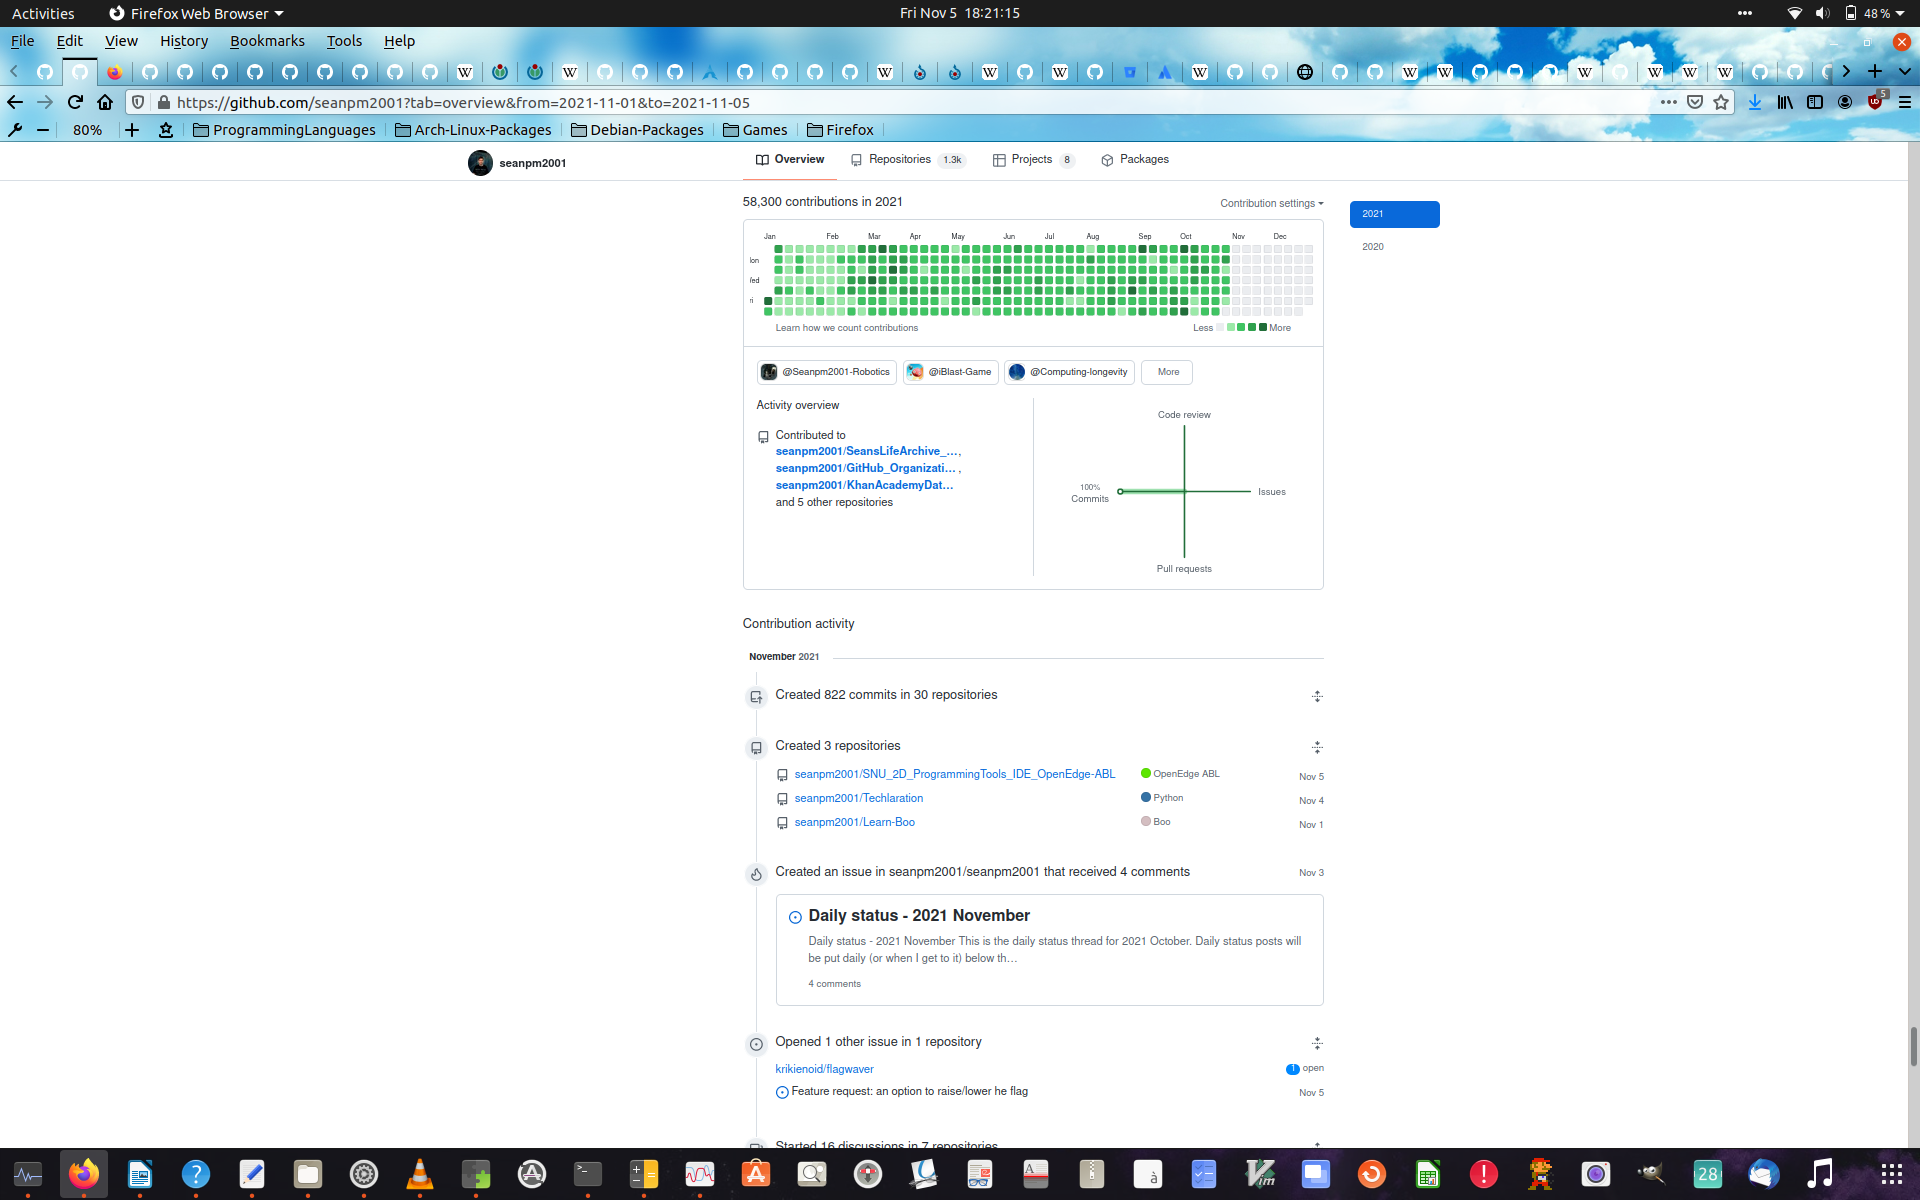 Activities
Firefox Web Browser
Fri Nov 5 18:21:15
48 %
File Edit View History Bookmarks Tools Help
https://github.com/seanpm2001?tab=overview&from=2021-11-01&to=2021-11-05
5
80%
ProgrammingLanguages
Arch-Linux-Packages
Debian-Packages
Games
Firefox
seanpm2001
Overview
Repositories 1.3k
Projects 8
Packages
58,300 contributions in 2021
Contribution settings
2021
2020
Jan Feb Mar Apr May Jun Jul Aug Sep Oct Nov Dec
Learn how we count contributions
Less
More
@Seanpm2001-Robotics
@iBlast-Game
@Computing-longevity
More
Activity overview
Contributed to
seanpm2001/SeansLifeArchive_…,
seanpm2001/GitHub_Organizati… ,
seanpm2001/KhanAcademyDat…
and 5 other repositories
Code review
100%
Commits
Issues
Pull requests
Contribution activity
November 2021
Created 822 commits in 30 repositories
Created 3 repositories
seanpm2001/SNU_2D_ProgrammingTools_IDE_OpenEdge-ABL
OpenEdge ABL
Nov 5
seanpm2001/Techlaration
Python
Nov 4
seanpm2001/Learn-Boo
Boo
Nov 1
Created an issue in seanpm2001/seanpm2001 that received 4 comments
Nov 3
Daily status - 2021 November
Daily status - 2021 November This is the daily status thread for 2021 October. Daily status posts will
be put daily (or when I get to it) below th…
4 comments
Opened 1 other issue in 1 repository
krikienoid/flagwaver
1 open
Feature request: an option to raise/lower he flag
Nov 5
Started 16 discussions in 7 repositories
28